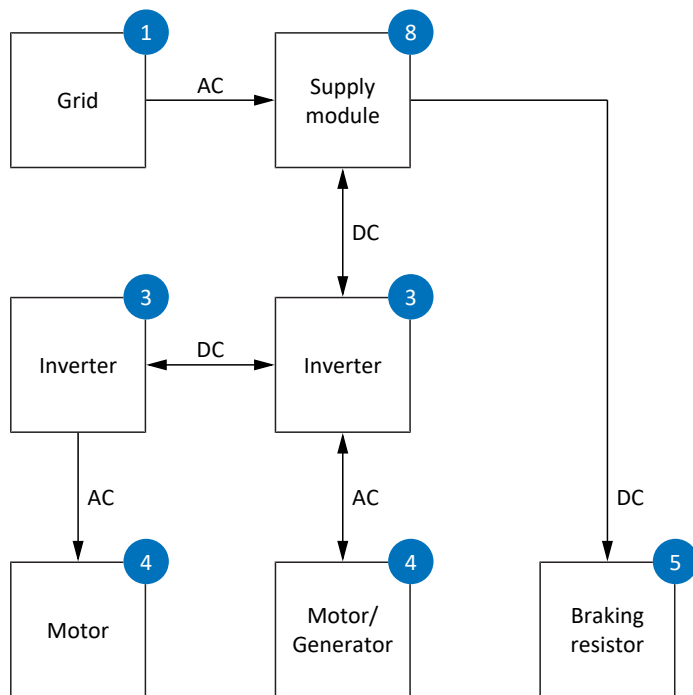 1
8
Grid
AC
Supply
module
DC
3
3
Inverter
DC
Inverter
AC
AC
DC
4
4
5
Motor
Motor/
Generator
Braking
resistor